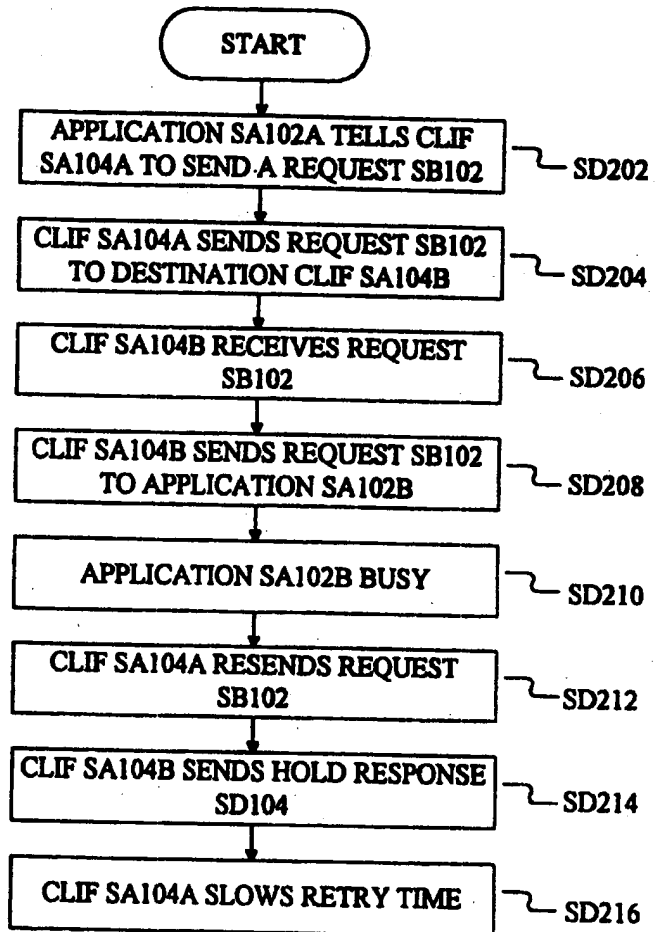 START
APPLICATION SA102A TELLS CLIF
SA104A TO SEND A REQUEST SB102
SD202
CLIF SA104A SENDS REQUEST SB102
TO DESTINATION CLIF SA104B
SD204
CLIF SA104B RECEIVES REQUEST
SB102
SD206
CLIF SA104B SENDS REQUEST SB102
TO APPLICATION SA102B
SD208
APPLICATION SA102B BUSY
SD210
CLIF SA104A RESENDS REQUEST
SB102
SD212
CLIF SA104B SENDS HOLD RESPONSE
SD104
SD214
CLIF SA104A SLOWS RETRY TIME
SD216